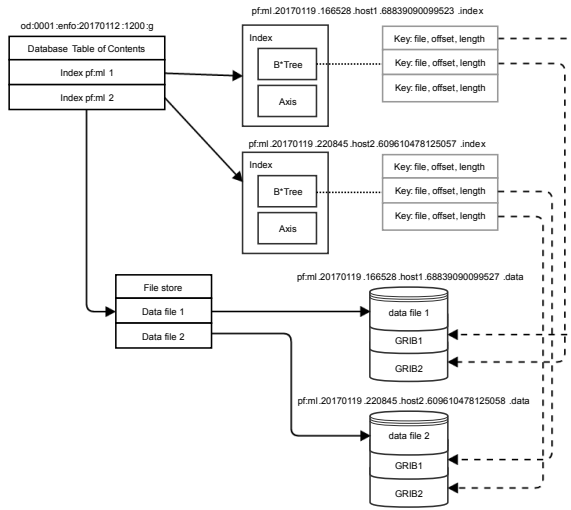 pf:ml.20170119 .166528.host1.68839090099523 .index
od:0001:enfo:20170112 :1200 :g
Database Table of Contents
Index pf:ml 1
Index pf:ml 2
Index
B*Tree
Axis
Key: file, offset, length
Key: file, offset, length
Key: file, offset, length
pf:ml.20170119 .220845.host2.609610478125057 .index
Index
B*Tree
Axis
Key: file, offset, length
Key: file, offset, length
Key: file, offset, length
File store
Data file 1
Data file 2
pf:ml.20170119 .166528.host1.68839090099527 .data
data file 1
GRIB1
GRIB2
pf:ml.20170119 .220845.host2.609610478125058 .data
data file 2
GRIB1
GRIB2